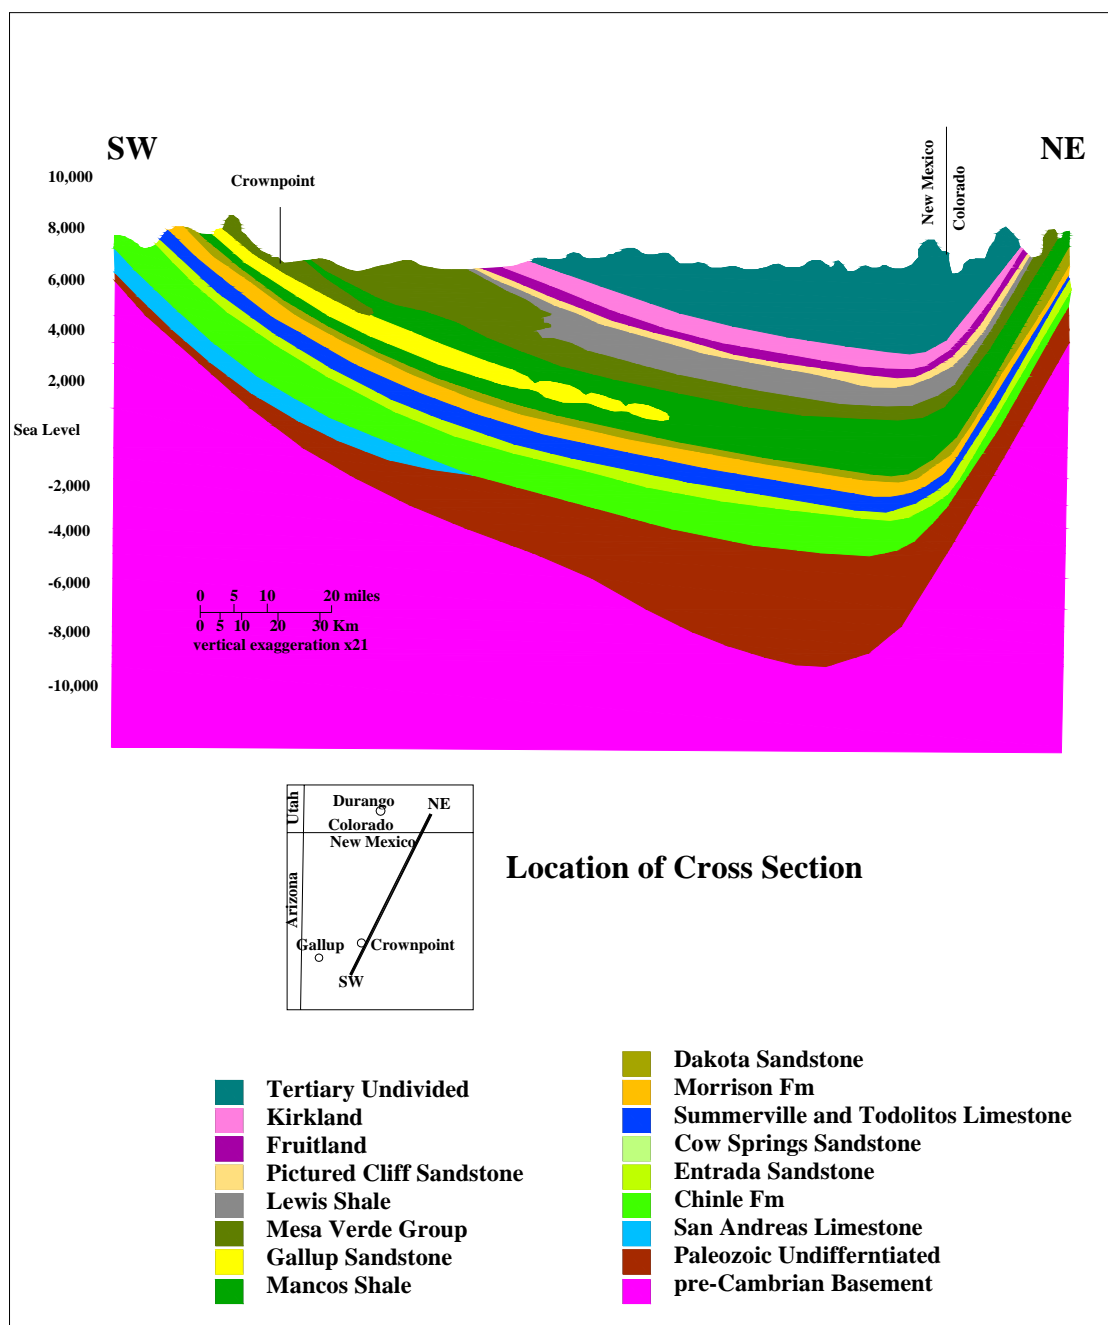 SW
NE
10,000
Crownpoint
New Mexico
Colorado
8,000
6,000
4,000
2,000
Sea Level
-2,000
-4,000
-6,000
-8,000
-10,000
0 5 10 20 miles
0 5 10 20 30 Km
vertical exaggeration x21
Utah
Durango
NE
Colorado
New Mexico
Arizona
Gallup
Crownpoint
SW
Location of Cross Section
Tertiary Undivided
Kirkland
Fruitland
Pictured Cliff Sandstone
Lewis Shale
Mesa Verde Group
Gallup Sandstone
Mancos Shale
Dakota Sandstone
Morrison Fm
Summerville and Todolitos Limestone
Cow Springs Sandstone
Entrada Sandstone
Chinle Fm
San Andreas Limestone
Paleozoic Undifferntiated
pre-Cambrian Basement